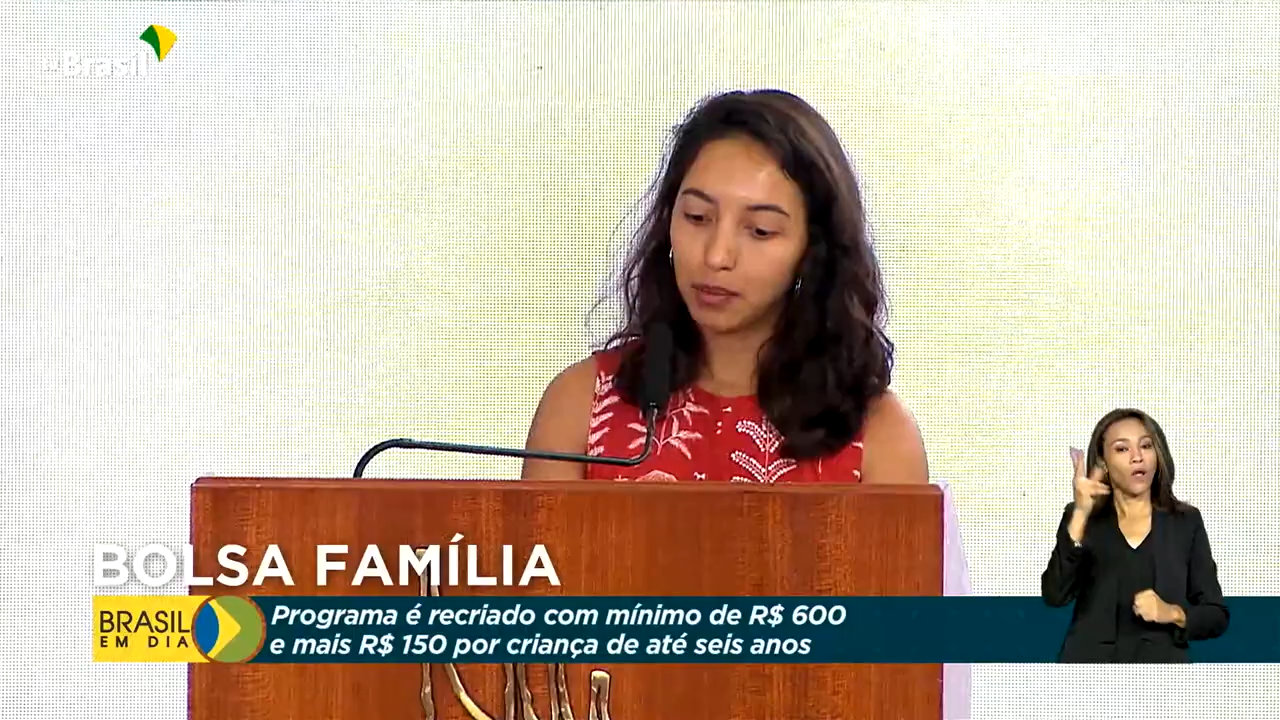 Brasil
BOLSA FAMÍLIA
BRASIL
EM DIA
Programa é recriado com mínimo de R$ 600
e mais R$ 150 por criança de até seis anos